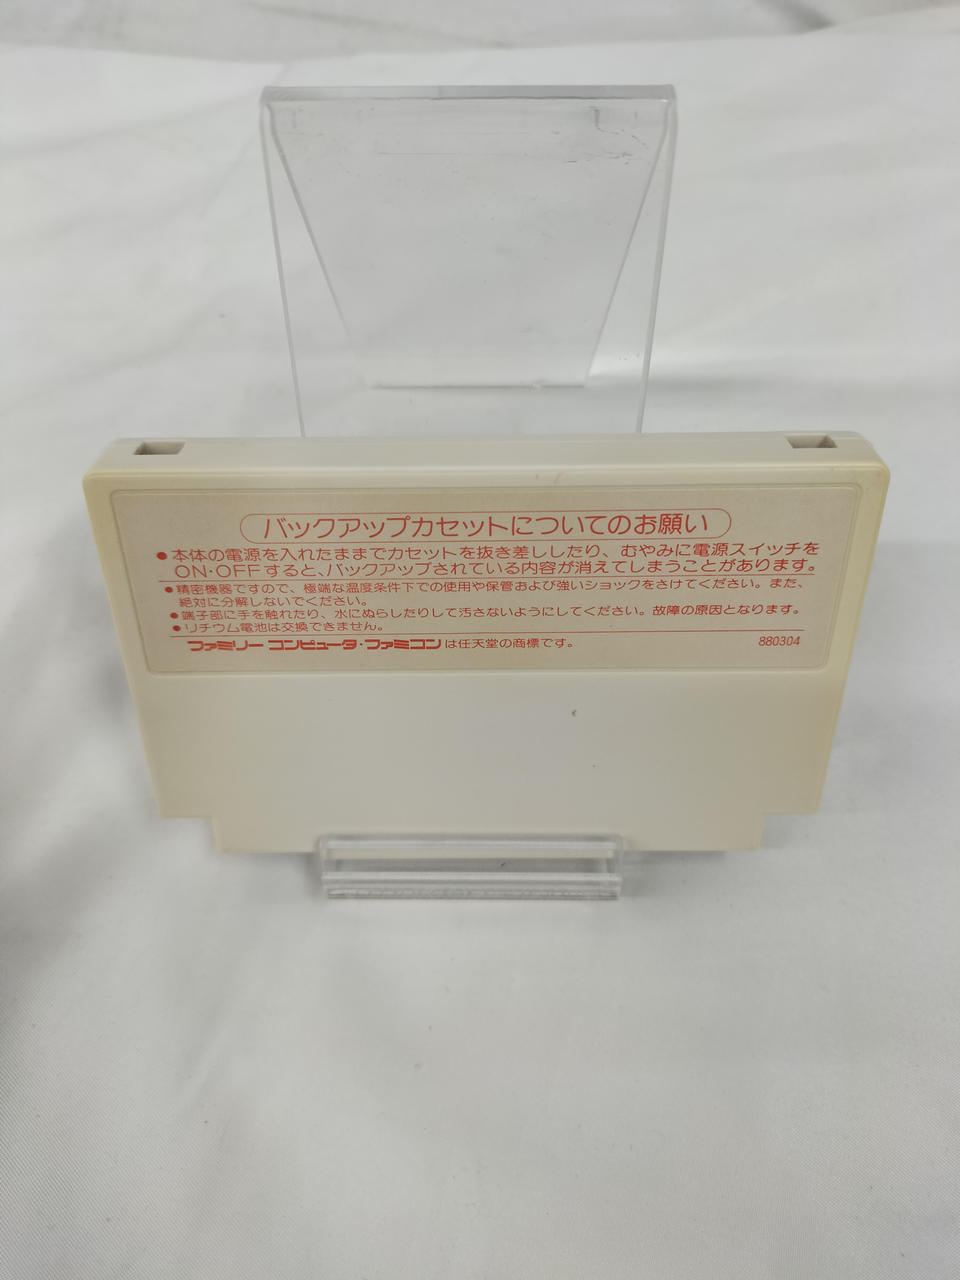 バックアップカセットについてのお願い
●本体の電源を入れたままでカセットを抜き差ししたり、むやみに電源スイッチを
ON·OFFすると、バックアップされている内容が消えてしまうことがあります。
●精密機器ですので、極端な温度条件下での使用や保管および強いショックをさけてください。また、
絶対に分解しないでください。
●端子部に手を触れたり、水にぬらしたりして汚さないようにしてください。故障の原因となります。
●リチウム電池は交換できません。
ファミリー コンピュータ・ファミコンは任天堂の商標です。 880304